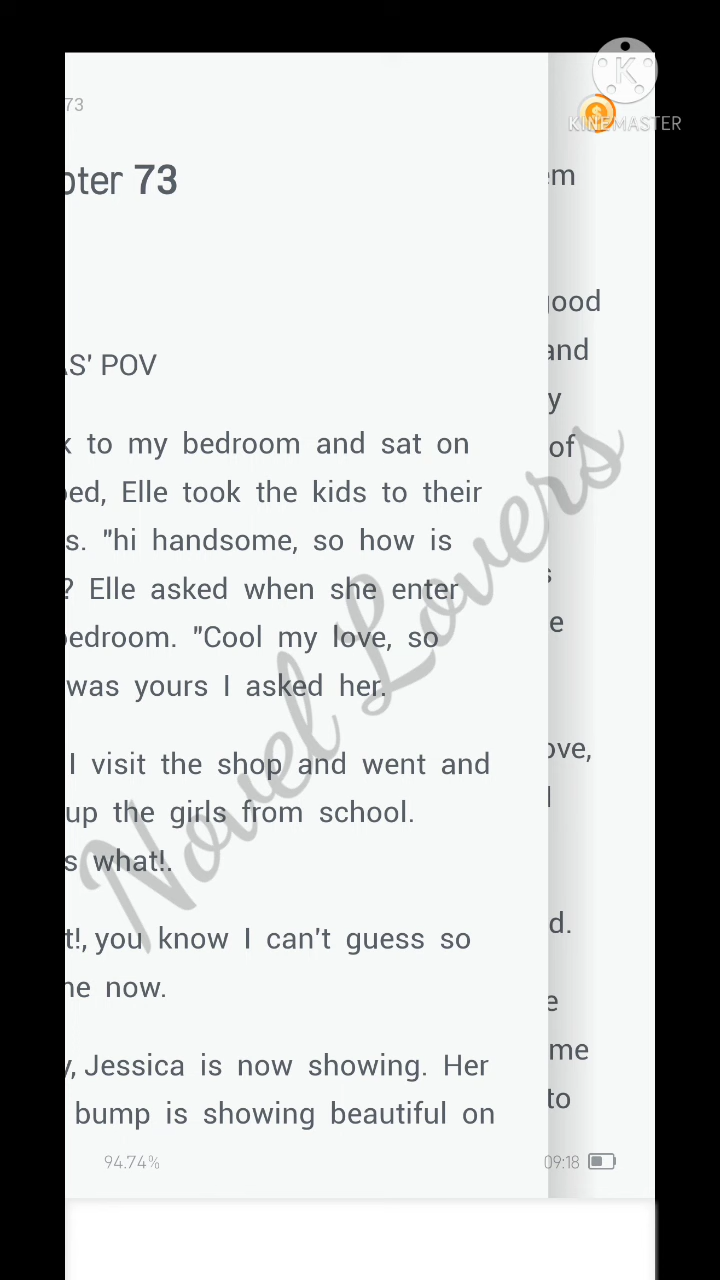 73
KINEMASTER
pter 73
AS' POV
k to my bedroom and sat on
bed, Elle took the kids to their
s. "hi handsome, so how is
? Elle asked when she enter
bedroom. "Cool my love, so
was yours I asked her.
I visit the shop and went and
up the girls from school.
s what!.
t!, you know I can't guess so
me now.
y, Jessica is now showing. Her
bump is showing beautiful on
em
good
and
y
of
s
e
ove,
d.
e
me
to
Novel Lovers
94.74%
09:18